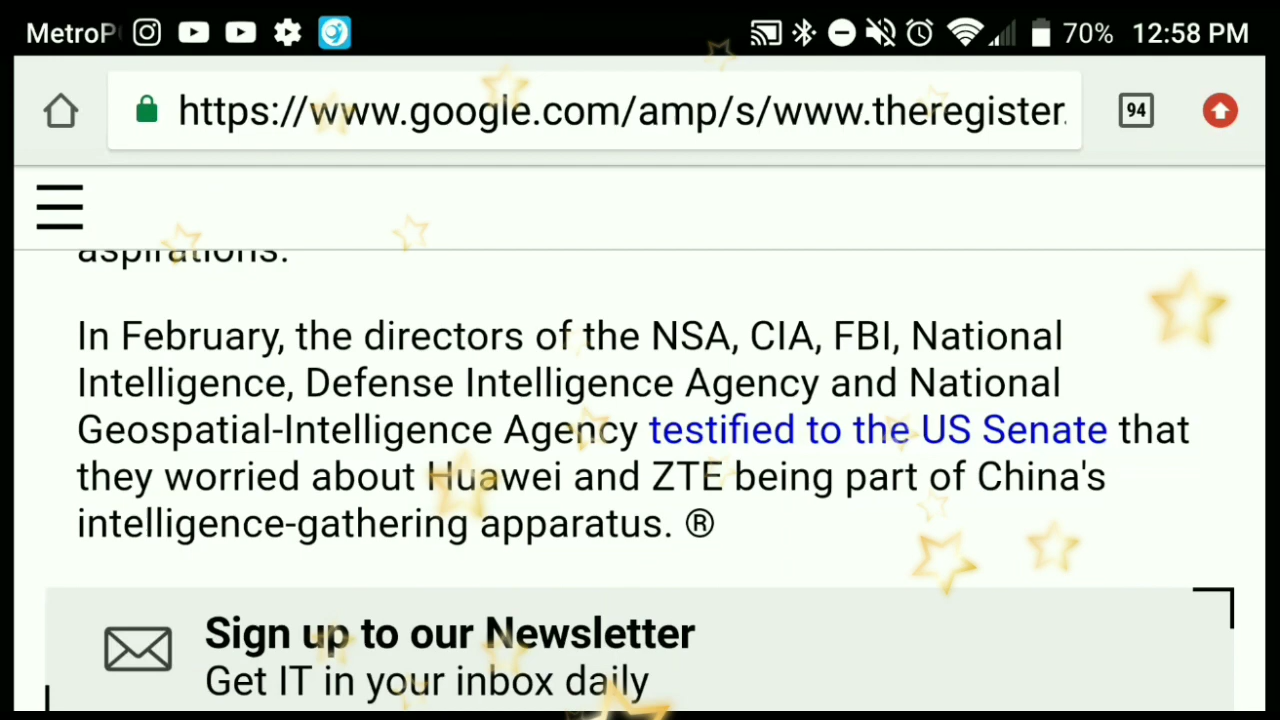 MetroP
70% 12:58 PM
https://www.google.com/amp/s/www.theregister.
94
aspirations.
In February, the directors of the NSA, CIA, FBI, National
Intelligence, Defense Intelligence Agency and National
Geospatial-Intelligence Agency testified to the US Senate that
they worried about Huawei and ZTE being part of China's
intelligence-gathering apparatus. ®
Sign up to our Newsletter
Get IT in your inbox daily